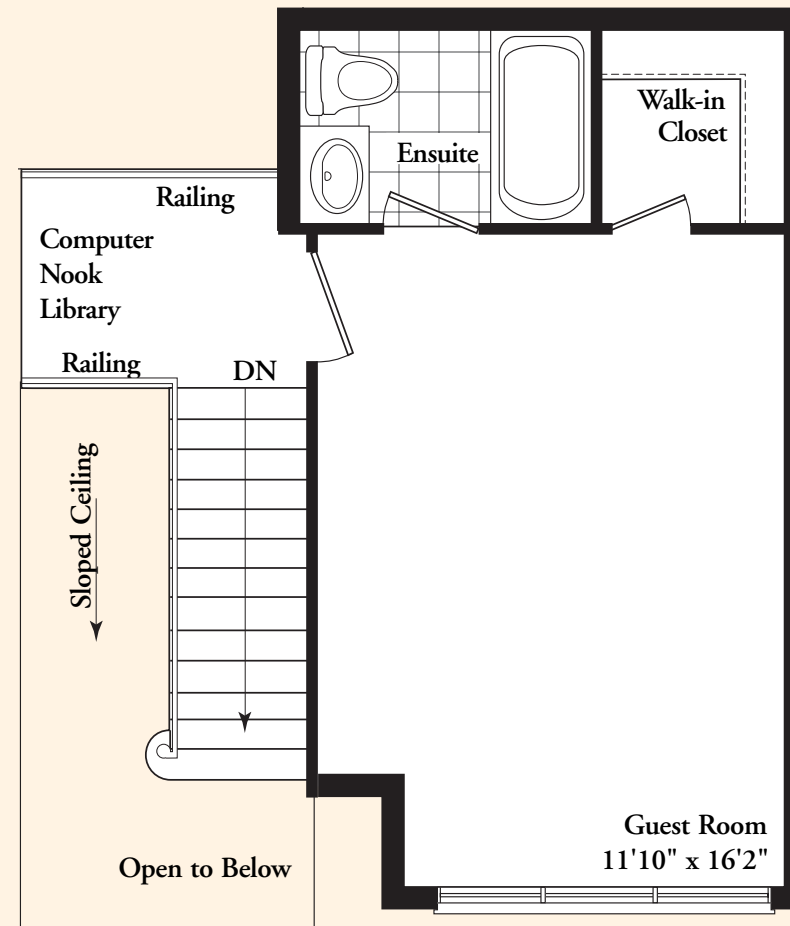 Walk-in
Closet
Ensuite
Railing
Computer
Nook
Library
Railing
DN
Sloped Ceiling
Guest Room
11'10" x 16'2"
Open to Below